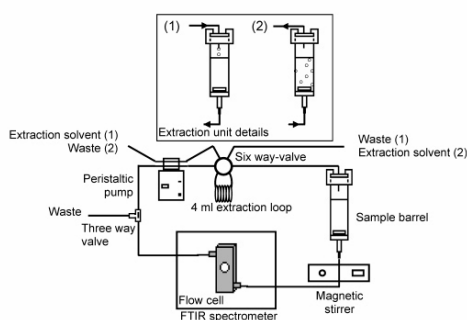 (1)
(2)
Extraction unit details
Extraction solvent (1)
Waste (2)
Waste (1)
Extraction solvent (2)
Six way-valve
Peristaltic
pump
4 ml extraction loop
Sample barrel
Waste
Three way
valve
Flow cell
FTIR spectrometer
Magnetic
stirrer